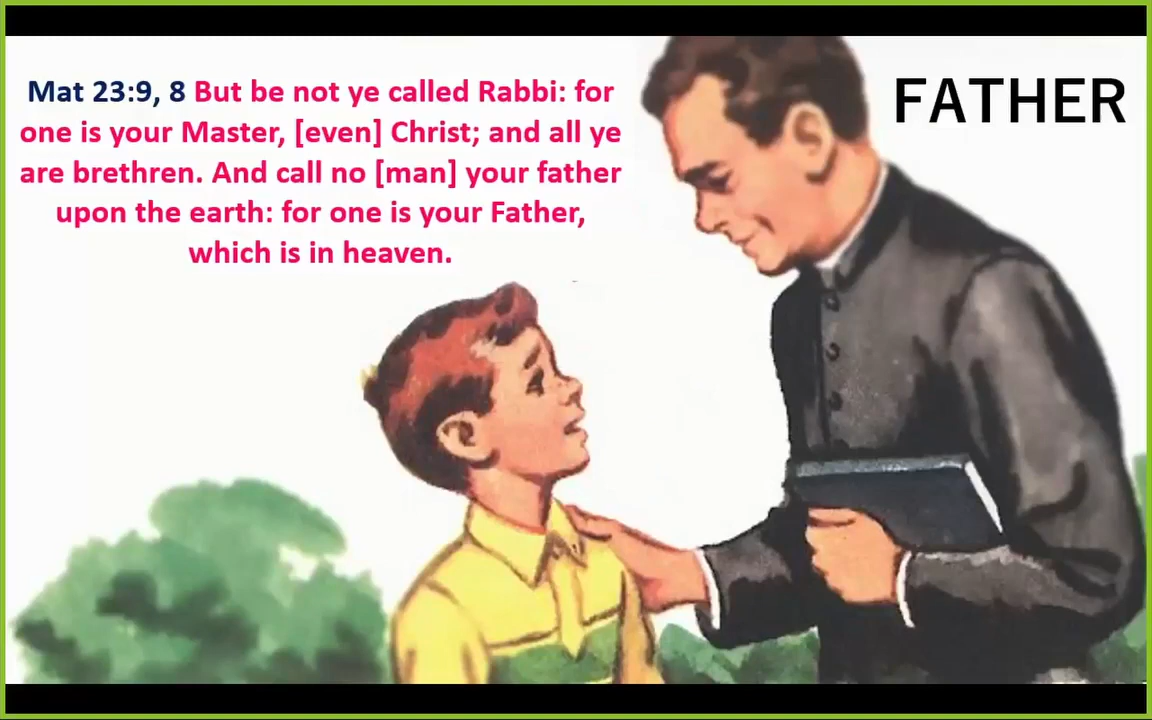 Mat 23:9, 8 But be not ye called Rabbi: for
one is your Master, [even] Christ; and all ye
are brethren. And call no [man] your father
upon the earth: for one is your Father,
which is in heaven.
FATHER